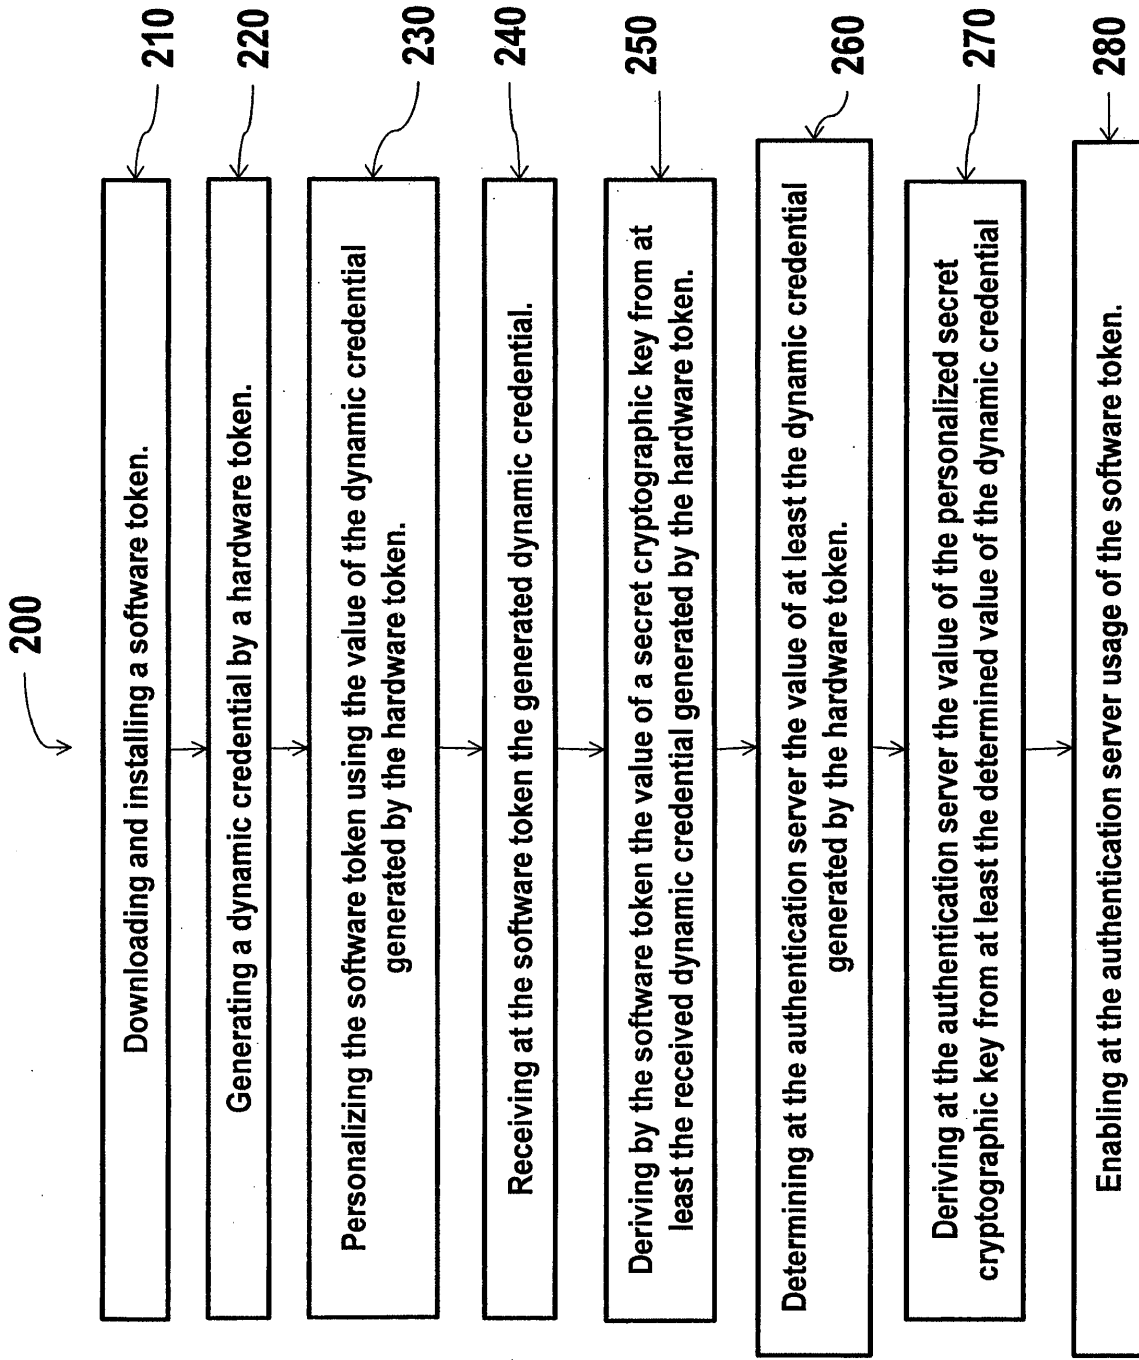 200
Downloading and installing a software token.
210
Generating a dynamic credential by a hardware token.
220
Personalizing the software token using the value of the dynamic credential
generated by the hardware token.
230
Receiving at the software token the generated dynamic credential.
240
Deriving by the software token the value of a secret cryptographic key from at
least the received dynamic credential generated by the hardware token.
250
Determining at the authentication server the value of at least the dynamic credential
generated by the hardware token.
260
Deriving at the authentication server the value of the personalized secret
cryptographic key from at least the determined value of the dynamic credential
270
Enabling at the authentication server usage of the software token.
280